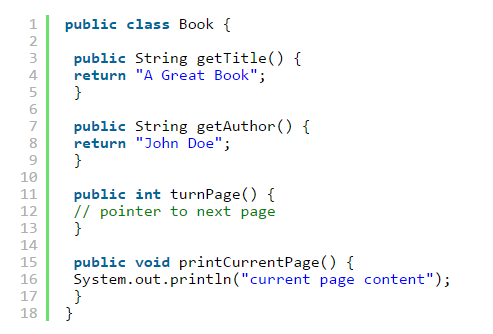 1 public class Book {
2
3 public String getTitle() {
4 return "A Great Book";
5 }
6
7 public String getAuthor() {
8 return "John Doe";
9 }
10
11 public int turnPage() {
12 // pointer to next page
13 }
14
15 public void printCurrentPage() {
16 System.out.println("current page content");
17 }
18 }